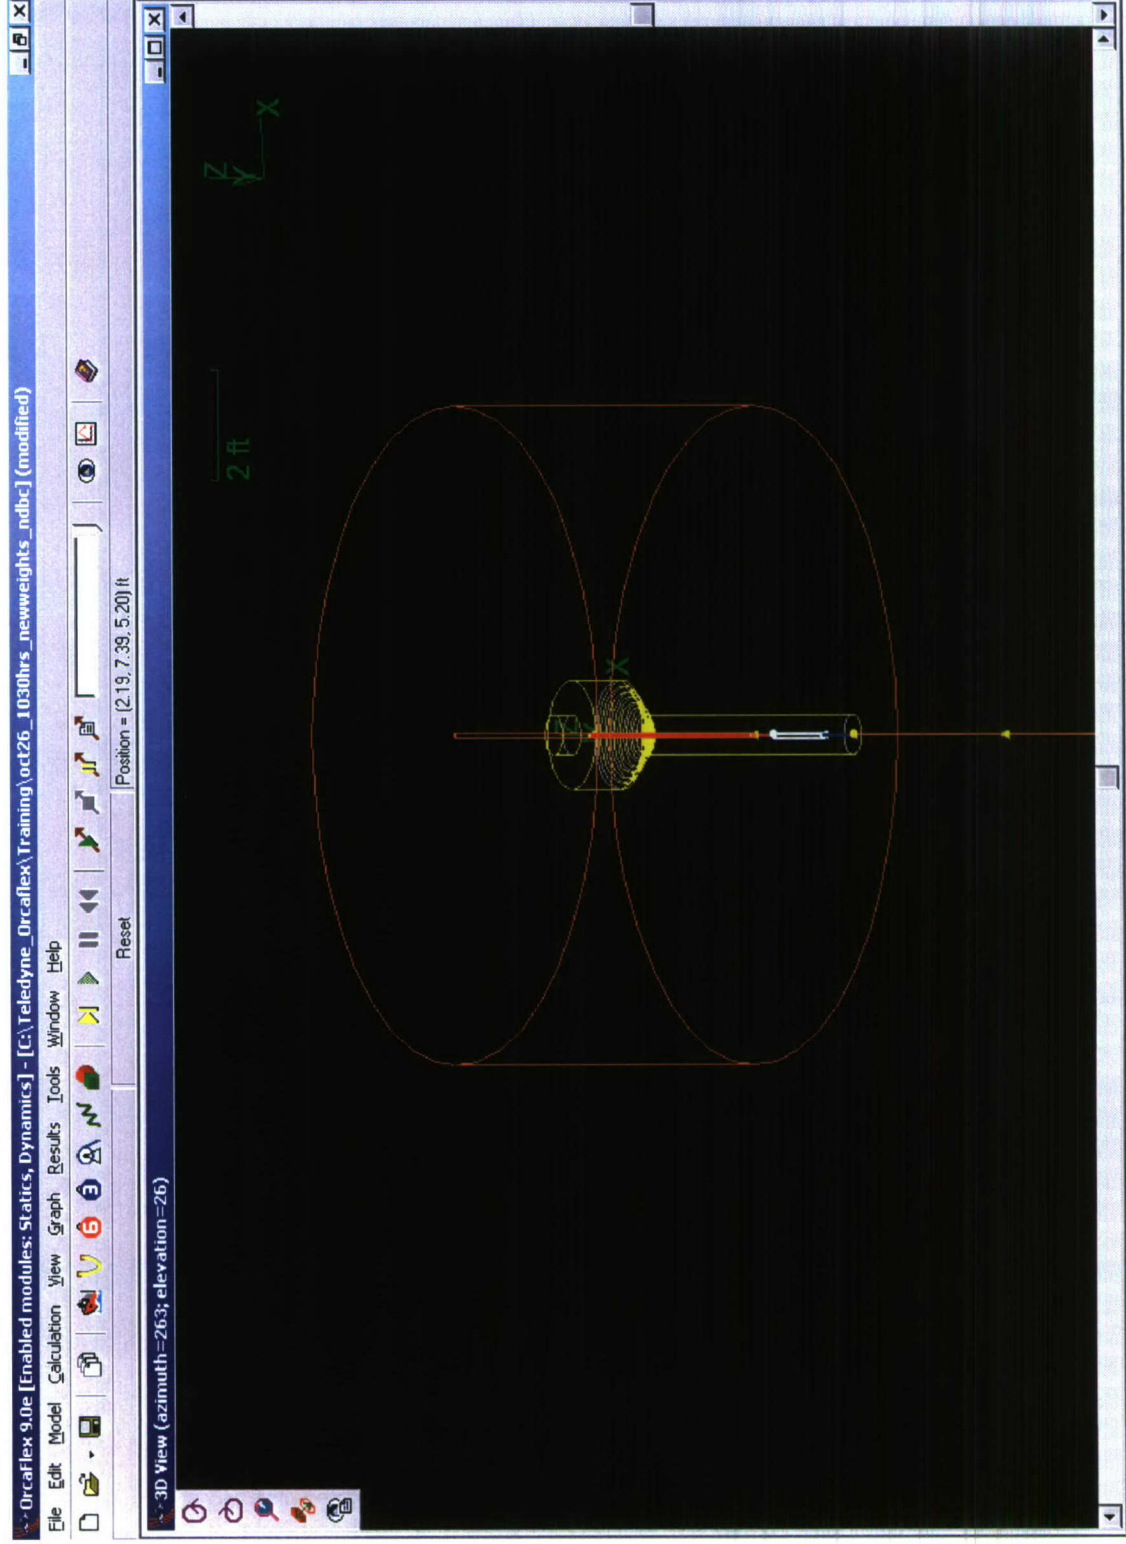 OrcaFlex 9.0e [Enabled modules: Statics, Dynamics] - [C:\Teledyne_Orcaflex\Training\oct26_1030hrs_newweights_ndbc] (modified)
File Edit Model Calculation View Graph Results Tools Window Help
6 3
Reset Position = (2.19, 7.39, 5.20) ft
3D View (azimuth=263; elevation=26)
Z
Y
X
2 ft
X